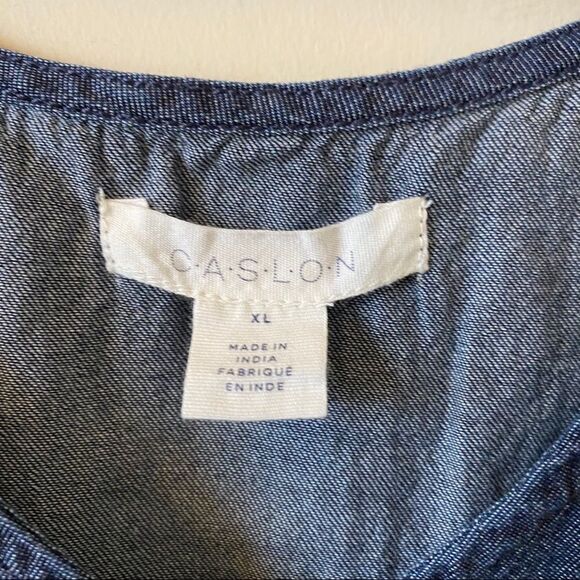 C·A·S·L·O·N
XL
MADE IN
INDIA
FABRIQUÉ
EN INDE